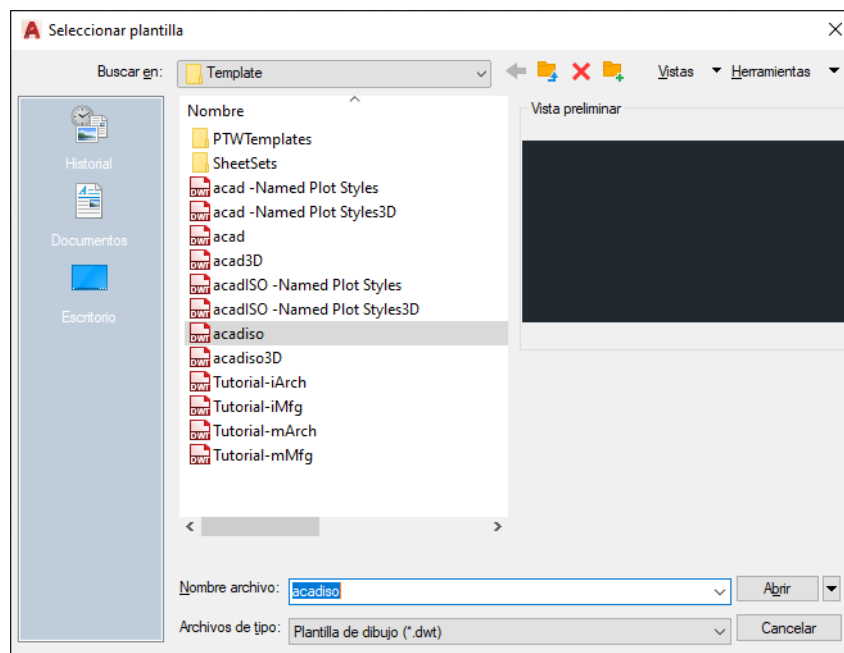 Seleccionar plantilla
Buscar en: Template Vistas Herramientas
Historial
Documentos
Escritorio
Nombre
PTWTemplates
SheetSets
acad -Named Plot Styles
acad -Named Plot Styles3D
acad
acad3D
acadISO -Named Plot Styles
acadISO -Named Plot Styles3D
acadiso
acadiso3D
Tutorial-iArch
Tutorial-iMfg
Tutorial-mArch
Tutorial-mMfg
Vista preliminar
Nombre archivo: acadiso Abrir
Archivos de tipo: Plantilla de dibujo (*.dwt) Cancelar